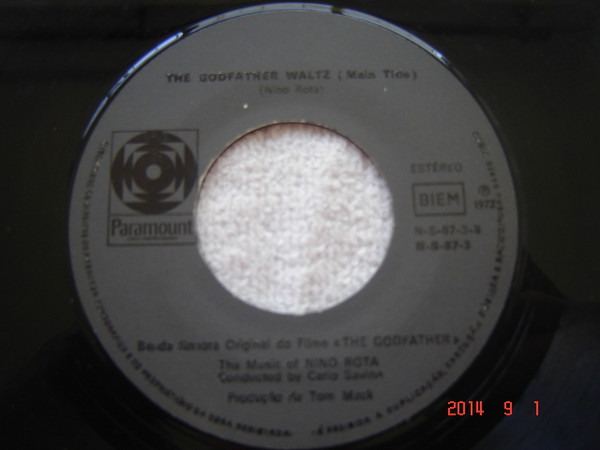 THE GODFATHER WALTZ (Main Title)
(Nino Rota)
Paramount
ESTÉREO
BIEM
℗
1972
N-S-67-3-B
N-S-67-3
Banda Sonora Original do Filme «THE GODFATHER»
The Music of NINO ROTA
Conducted by Carlo Savina
Produção de Tom Mack
2014 9 1